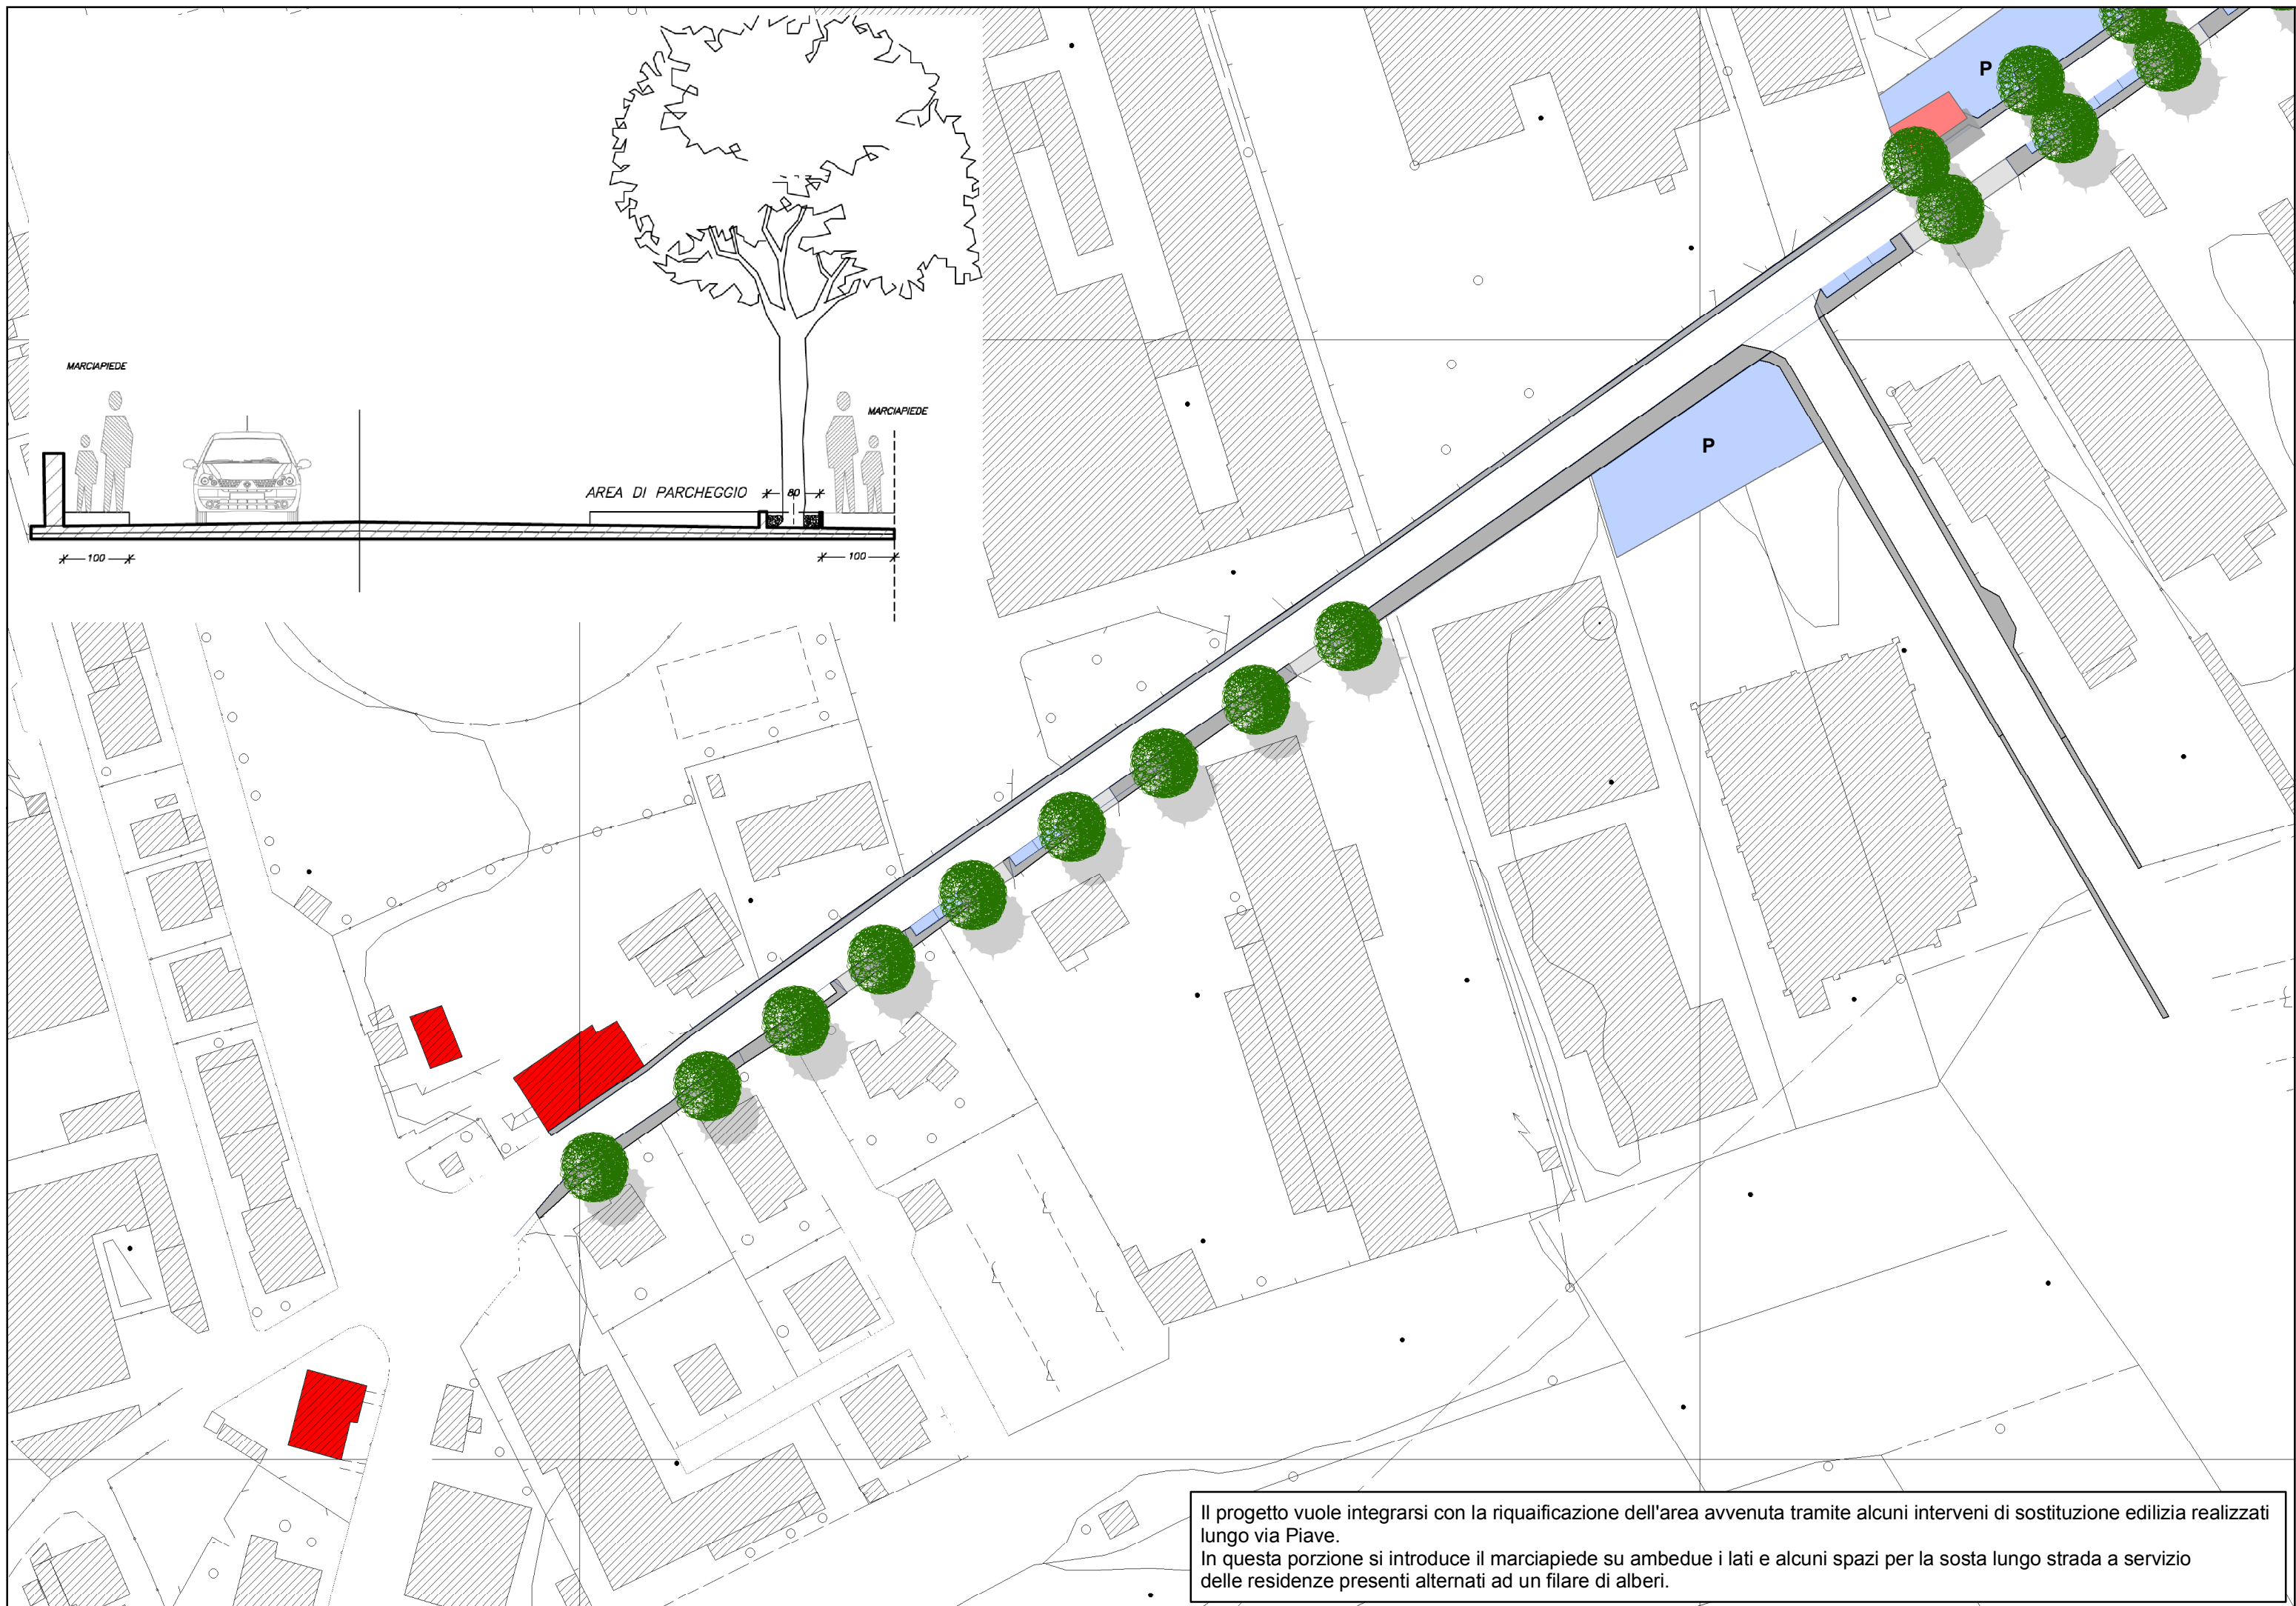 P
MARCIAPIEDE
MARCIAPIEDE
P
AREA DI PARCHEGGIO
80
100
100
Il progetto vuole integrarsi con la riquaificazione dell'area avvenuta tramite alcuni interveni di sostituzione edilizia realizzati
lungo via Piave.
In questa porzione si introduce il marciapiede su ambedue i lati e alcuni spazi per la sosta lungo strada a servizio
delle residenze presenti alternati ad un filare di alberi.